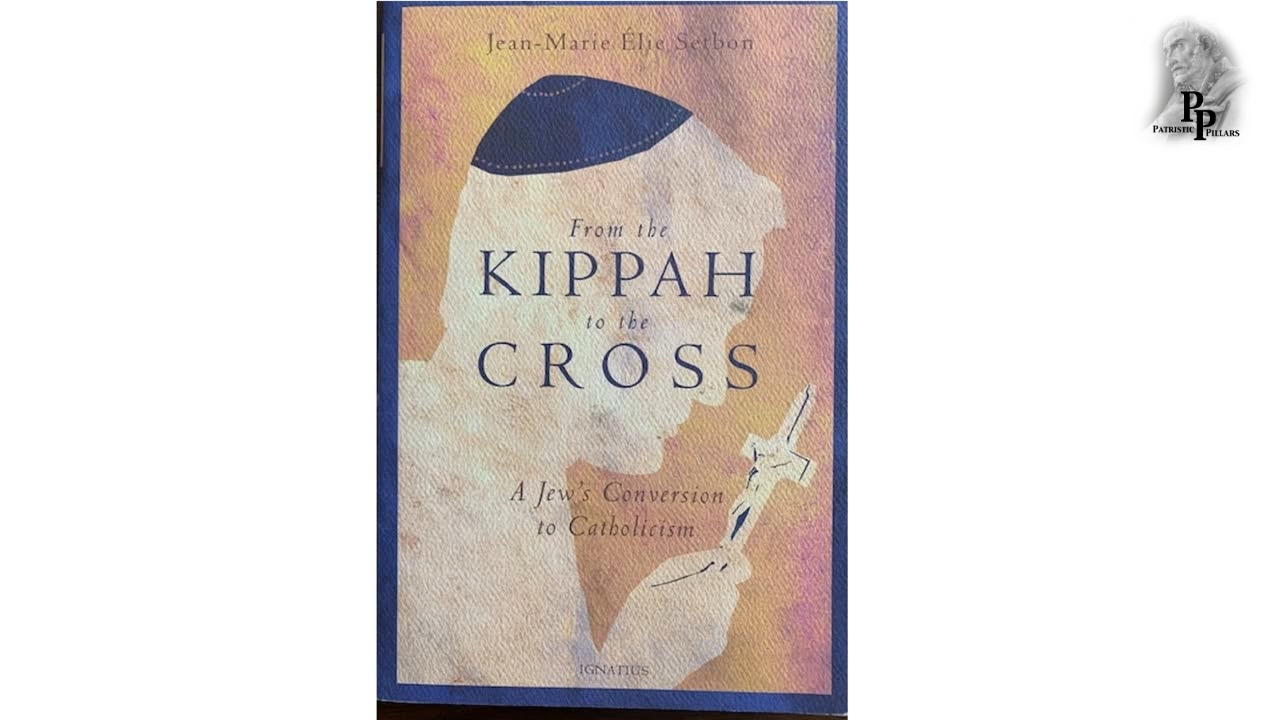 Jean-Marie Élie Setbon
From the
KIPPAH
to the
CROSS
A Jew's Conversion
to Catholicism
IGNATIUS
PP
PATRISTIC PILLARS